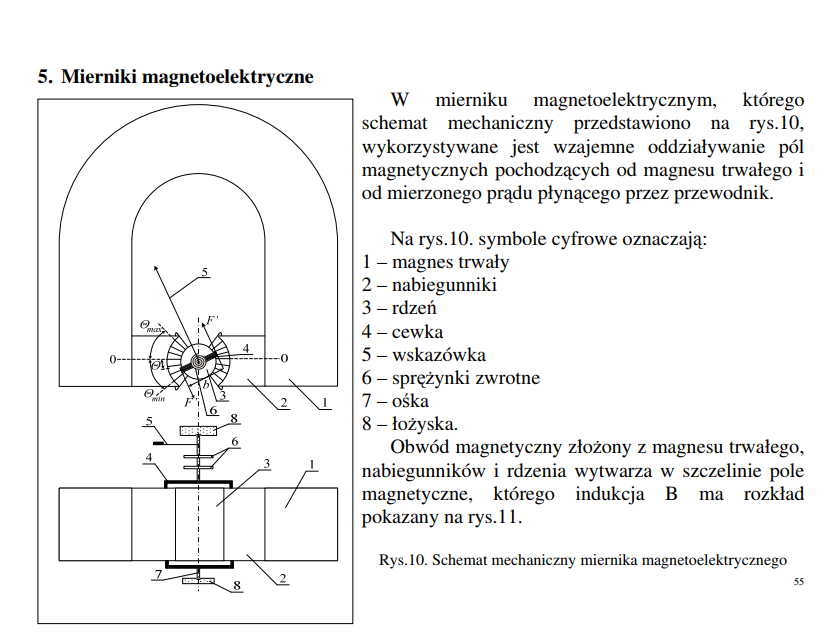 5. Mierniki magnetoelektryczne
W mierniku magnetoelektrycznym, którego
schemat mechaniczny przedstawiono na rys.10,
wykorzystywane jest wzajemne oddziaływanie pól
magnetycznych pochodzących od magnesu trwałego i
od mierzonego prądu płynącego przez przewodnik.
Na rys.10. symbole cyfrowe oznaczają:
1 – magnes trwały
2 – nabiegunniki
3 – rdzeń
4 – cewka
5 – wskazówka
6 – sprężynki zwrotne
7 – ośka
8 – łożyska.
Obwód magnetyczny złożony z magnesu trwałego,
nabiegunników i rdzenia wytwarza w szczelinie pole
magnetyczne, którego indukcja B ma rozkład
pokazany na rys.11.
Rys.10. Schemat mechaniczny miernika magnetoelektrycznego
55
5
Θmax
F'
4
0
0
Θ
b
Θmin
F
3
6
2
1
8
5
6
4
3
1
7
8
2